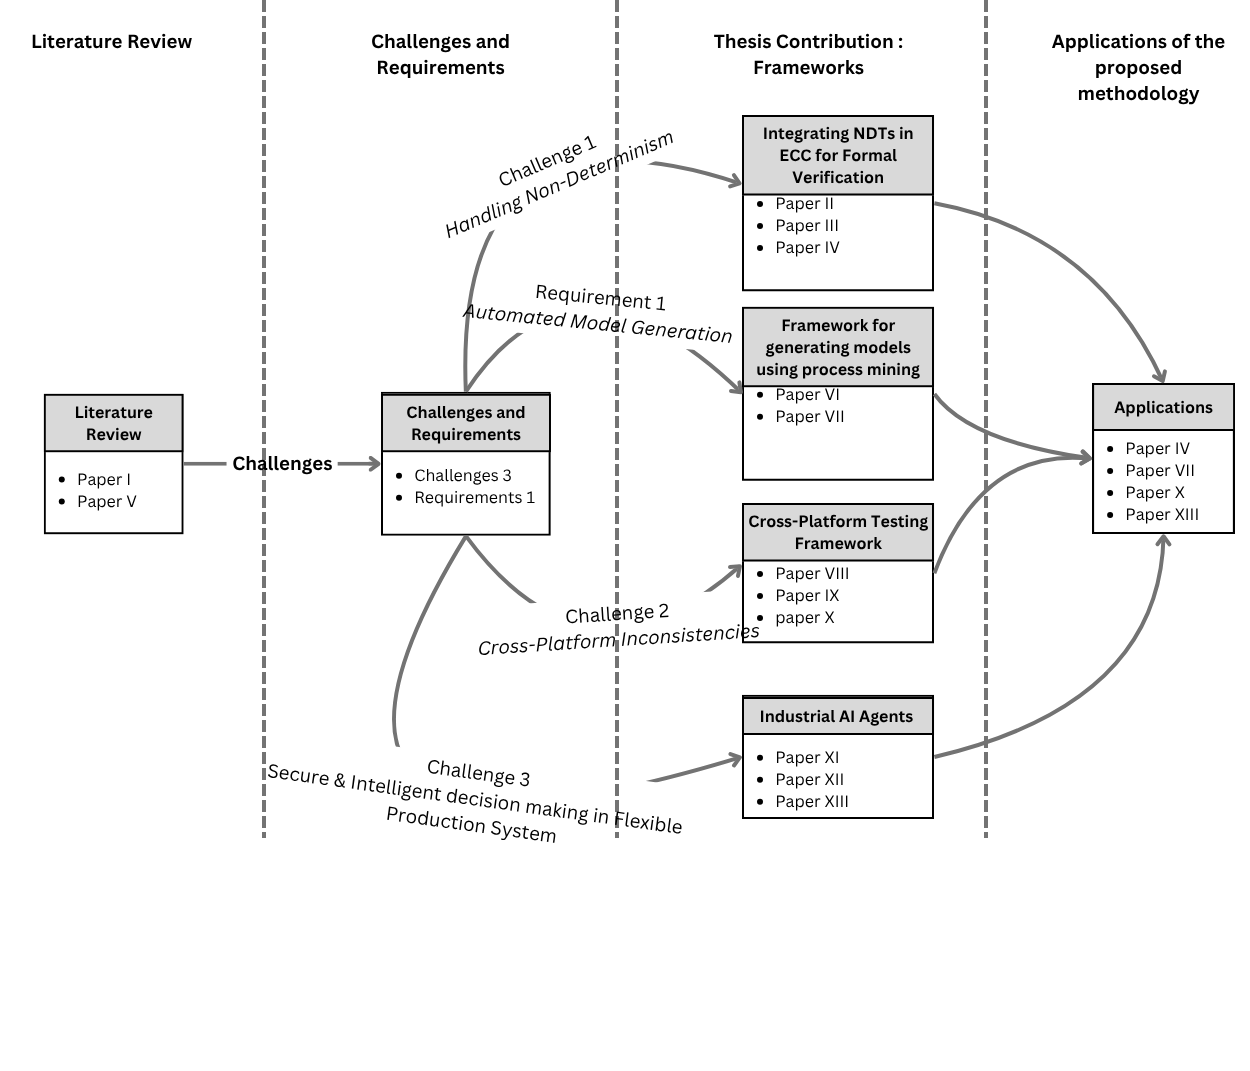 Literature Review
Challenges and
Requirements
Thesis Contribution :
Frameworks
Applications of the
proposed
methodology
Literature
Review
Paper I
Paper V
Challenges
Challenges and
Requirements
Challenges 3
Requirements 1
Challenge 1
Handling Non-Determinism
Requirement 1
Automated Model Generation
Challenge 2
Cross-Platform Inconsistencies
Challenge 3
Secure & Intelligent decision making in Flexible
Production System
Integrating NDTs in
ECC for Formal
Verification
Paper II
Paper III
Paper IV
Framework for
generating models
using process mining
Paper VI
Paper VII
Cross-Platform Testing
Framework
Paper VIII
Paper IX
paper X
Industrial AI Agents
Paper XI
Paper XII
Paper XIII
Applications
Paper IV
Paper VII
Paper X
Paper XIII